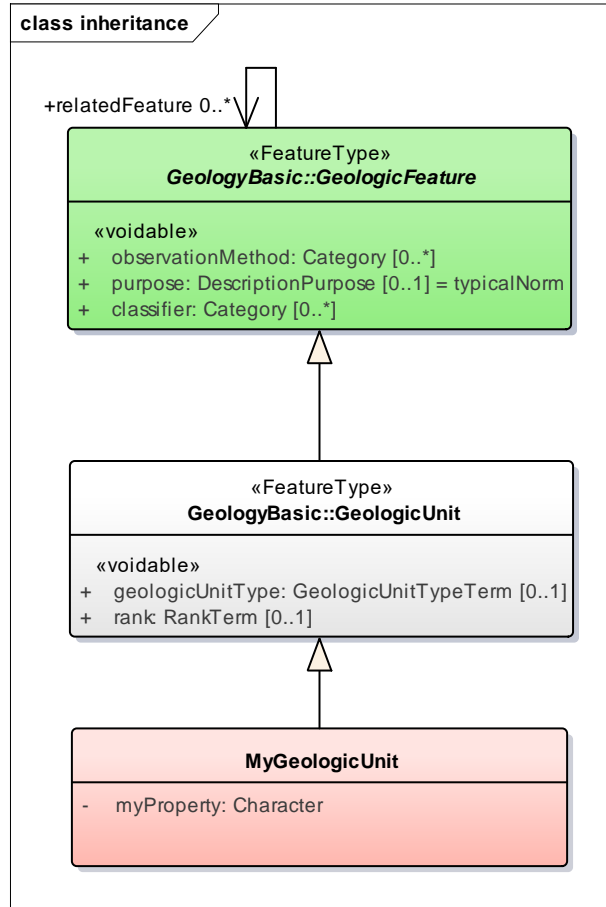 class inheritance
+relatedFeature 0..*
«FeatureType»
GeologyBasic::GeologicFeature
«voidable»
+ observationMethod: Category [0..*]
+ purpose: DescriptionPurpose [0..1] = typicalNorm
+ classifier: Category [0..*]
«FeatureType»
GeologyBasic::GeologicUnit
«voidable»
+ geologicUnitType: GeologicUnitTypeTerm [0..1]
+ rank: RankTerm [0..1]
MyGeologicUnit
- myProperty: Character